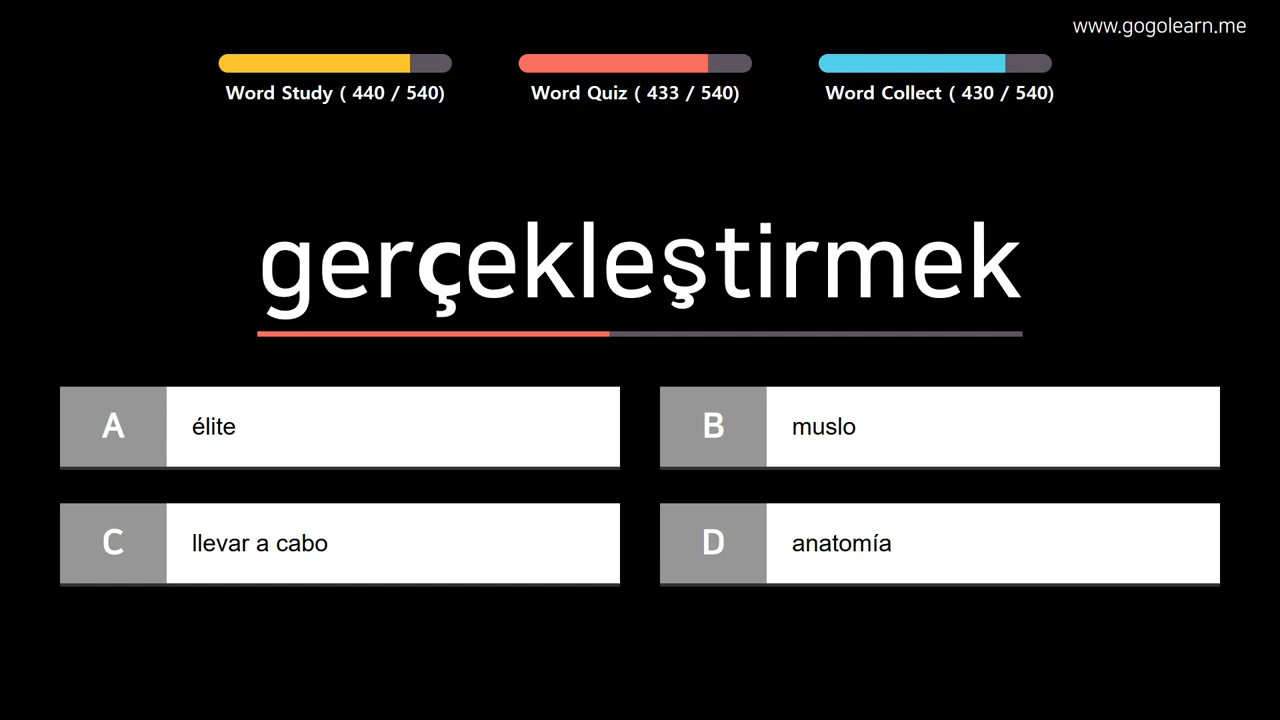 www.gogolearn.me
Word Study ( 440 / 540)
Word Quiz ( 433 / 540)
Word Collect ( 430 / 540)
gerçekleştirmek
A élite
B muslo
C llevar a cabo
D anatomía